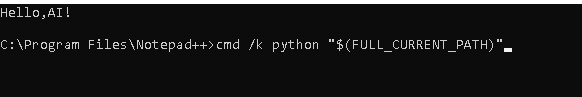 Hello,AI!
C:\Program Files\Notepad++>cmd /k python "$(FULL_CURRENT_PATH)"_